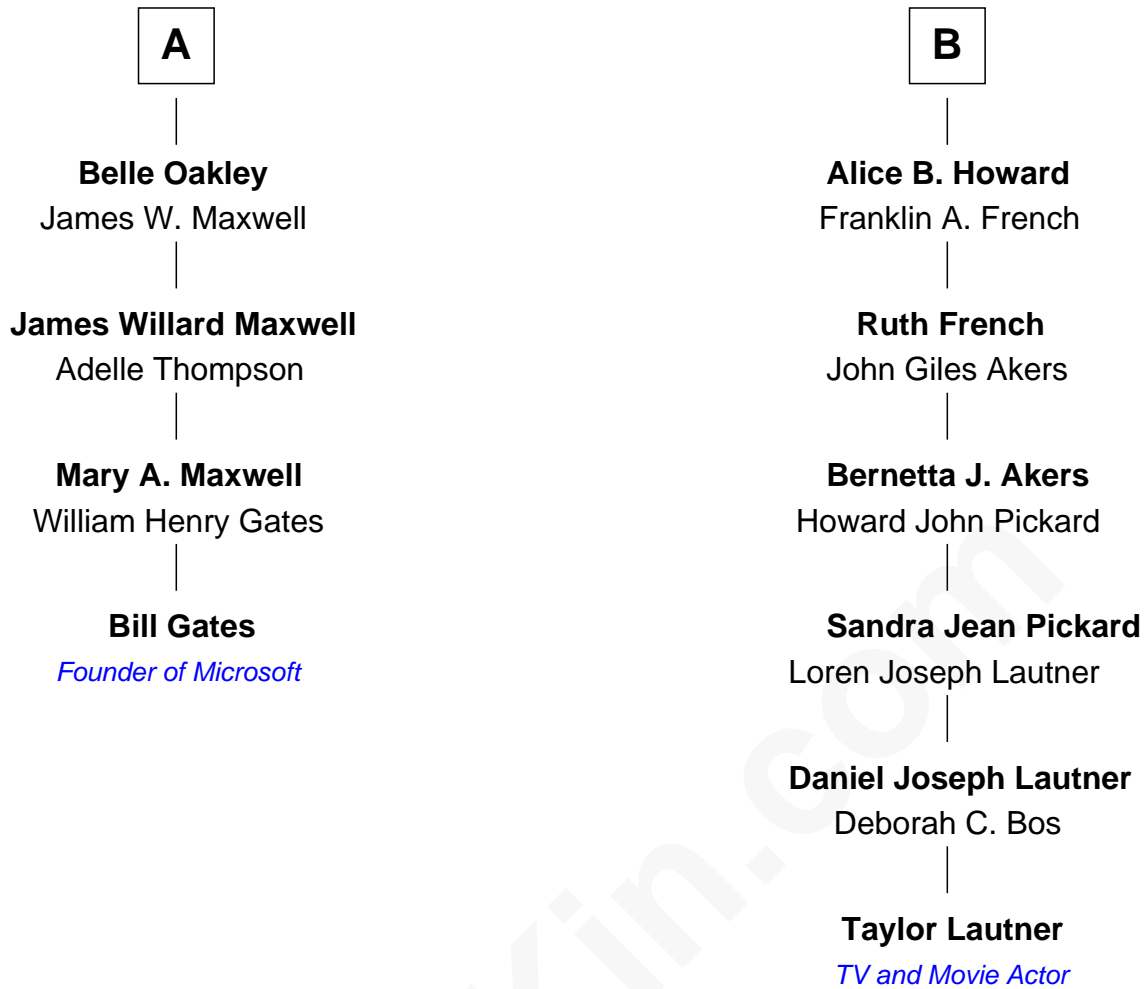 A
Belle Oakley
James W. Maxwell
James Willard Maxwell
Adelle Thompson
Mary A. Maxwell
William Henry Gates
Bill Gates
Founder of Microsoft
B
Alice B. Howard
Franklin A. French
Ruth French
John Giles Akers
Bernetta J. Akers
Howard John Pickard
Sandra Jean Pickard
Loren Joseph Lautner
Daniel Joseph Lautner
Deborah C. Bos
Taylor Lautner
TV and Movie Actor
Kin.com